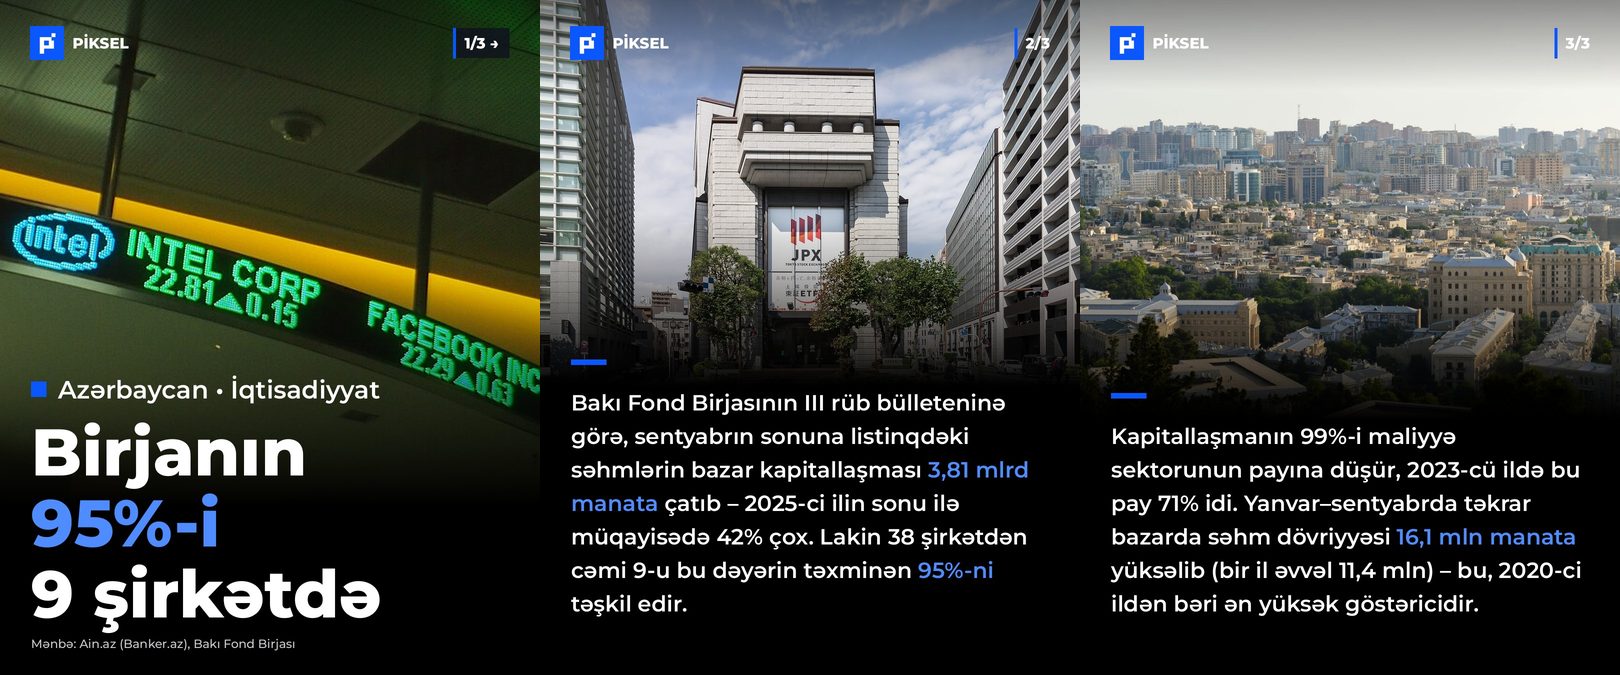 PİKSEL
1/3 →
intel
INTEL CORP
22.81▲0.15
FACEBOOK INC
22.29▲0.63
Azərbaycan • İqtisadiyyat
Birjanın
95%-i
9 şirkətdə
Mənbə: Ain.az (Banker.az), Bakı Fond Birjası
PİKSEL
2/3
JPX
TOKYO STOCK EXCHANGE
Bakı Fond Birjasının III rüb bülleteninə
görə, sentyabrın sonuna listinqdəki
səhmlərin bazar kapitallaşması 3,81 mlrd
manata çatıb – 2025-ci ilin sonu ilə
müqayisədə 42% çox. Lakin 38 şirkətdən
cəmi 9-u bu dəyərin təxminən 95%-ni
təşkil edir.
PİKSEL
3/3
Kapitallaşmanın 99%-i maliyyə
sektorunun payına düşür, 2023-cü ildə bu
pay 71% idi. Yanvar–sentyabrda təkrar
bazarda səhm dövriyyəsi 16,1 mln manata
yüksəlib (bir il əvvəl 11,4 mln) – bu, 2020-ci
ildən bəri ən yüksək göstəricidir.